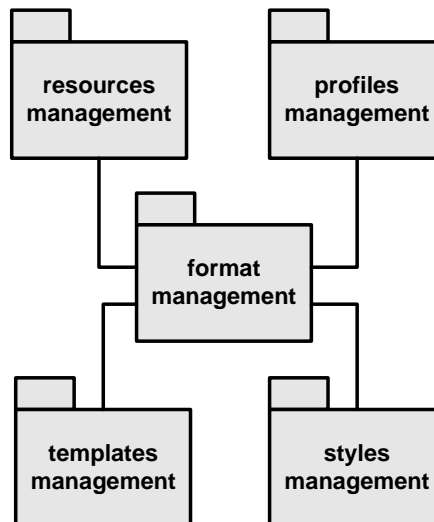 resources
management
profiles
management
format
management
templates
management
styles
management